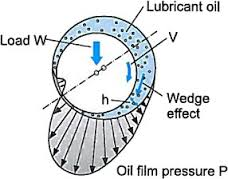 Lubricant oil
Load W
V
h
Wedge
effect
Oil film pressure P